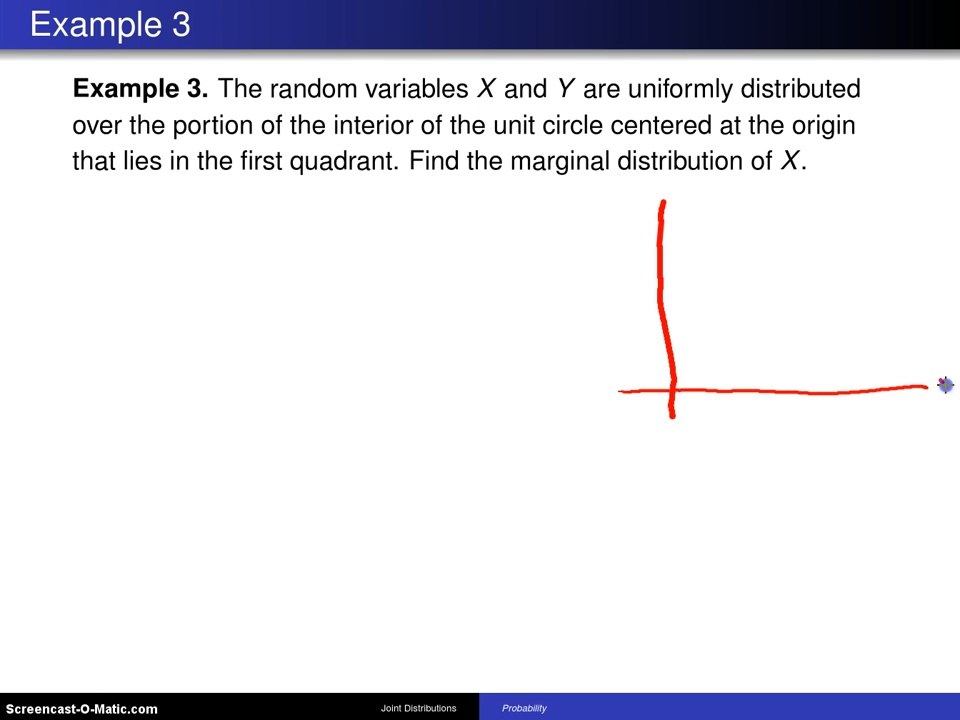 Example 3
Example 3. The random variables X and Y are uniformly distributed
over the portion of the interior of the unit circle centered at the origin
that lies in the first quadrant. Find the marginal distribution of X.
Screencast-O-Matic.com
Joint Distributions
Probability